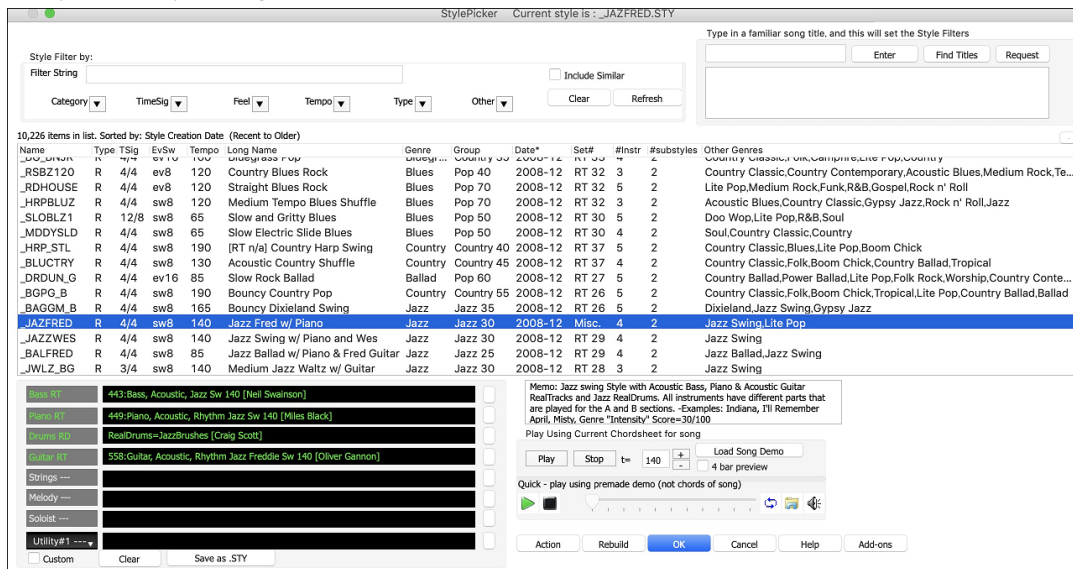 StylePicker Current style is : _JAZFRED.STY
Type in a familiar song title, and this will set the Style Filters
Enter Find Titles Request
Style Filter by:
Filter String
Include Similar
Category TimeSig Feel Tempo Type Other Clear Refresh
10,226 items in list. Sorted by: Style Creation Date (Recent to Older)
Name Type TSig EvSw Tempo Long Name Genre Group Date* Set# #Instr #substyles Other Genres
_BG_BNJR R 4/4 ev16 100 Bluegrass Pop Bluegr... Country 35 2008-12 RT 33 4 2 Country Classic,Folk,Campfire,Lite Pop,Country
_RSBZ120 R 4/4 ev8 120 Country Blues Rock Blues Pop 40 2008-12 RT 32 3 2 Country Classic,Country Contemporary,Acoustic Blues,Medium Rock,Te...
_RDHOUSE R 4/4 ev8 120 Straight Blues Rock Blues Pop 70 2008-12 RT 32 5 2 Lite Pop,Medium Rock,Funk,R&B,Gospel,Rock n' Roll
_HRPBLUZ R 4/4 sw8 120 Medium Tempo Blues Shuffle Blues Pop 70 2008-12 RT 32 3 2 Acoustic Blues,Country Classic,Gypsy Jazz,Rock n' Roll,Jazz
_SLOBLZ1 R 12/8 sw8 65 Slow and Gritty Blues Blues Pop 50 2008-12 RT 30 5 2 Doo Wop,Lite Pop,R&B,Soul
_MDDYSLD R 4/4 sw8 65 Slow Electric Slide Blues Blues Pop 50 2008-12 RT 30 4 2 Soul,Country Classic,Country
_HRP_STL R 4/4 sw8 190 [RT n/a] Country Harp Swing Country Country 40 2008-12 RT 37 5 2 Country Classic,Blues,Lite Pop,Boom Chick
_BLUCTRY R 4/4 sw8 130 Acoustic Country Shuffle Country Country 45 2008-12 RT 37 4 2 Country Classic,Folk,Boom Chick,Country Ballad,Tropical
_DRDUN_G R 4/4 ev16 85 Slow Rock Ballad Ballad Pop 60 2008-12 RT 27 5 2 Country Ballad,Power Ballad,Lite Pop,Folk Rock,Worship,Country Conte...
_BGPG_B R 4/4 sw8 190 Bouncy Country Pop Country Country 55 2008-12 RT 26 5 2 Country Classic,Folk,Boom Chick,Tropical,Lite Pop,Country Ballad,Ballad
_BAGGM_B R 4/4 sw8 165 Bouncy Dixieland Swing Jazz Jazz 35 2008-12 RT 26 5 2 Dixieland,Jazz Swing,Gypsy Jazz
_JAZFRED R 4/4 sw8 140 Jazz Fred w/ Piano Jazz Jazz 30 2008-12 Misc. 4 2 Jazz Swing,Lite Pop
_JAZZWES R 4/4 sw8 140 Jazz Swing w/ Piano and Wes Jazz Jazz 30 2008-12 RT 29 4 2 Jazz Swing
_BALFRED R 4/4 sw8 85 Jazz Ballad w/ Piano & Fred Guitar Jazz Jazz 25 2008-12 RT 29 4 2 Jazz Ballad,Jazz Swing
_JWLZ_BG R 3/4 sw8 140 Medium Jazz Waltz w/ Guitar Jazz Jazz 30 2008-12 RT 28 3 2 Jazz Swing
Bass RT 443:Bass, Acoustic, Jazz Sw 140 [Neil Swainson]
Piano RT 449:Piano, Acoustic, Rhythm Jazz Sw 140 [Miles Black]
Drums RD RealDrums=JazzBrushes [Craig Scott]
Guitar RT 558:Guitar, Acoustic, Rhythm Jazz Freddie Sw 140 [Oliver Gannon]
Strings ---
Melody ---
Soloist ---
Utility#1 ---
Custom Clear Save as .STY
Memo: Jazz swing Style with Acoustic Bass, Piano & Acoustic Guitar
RealTracks and Jazz RealDrums. All instruments have different parts that
are played for the A and B sections. -Examples: Indiana, I'll Remember
April, Misty, Genre "Intensity" Score=30/100
Play Using Current Chordsheet for song
Play Stop t= 140 + - Load Song Demo
4 bar preview
Quick - play using premade demo (not chords of song)
Action Rebuild OK Cancel Help Add-ons